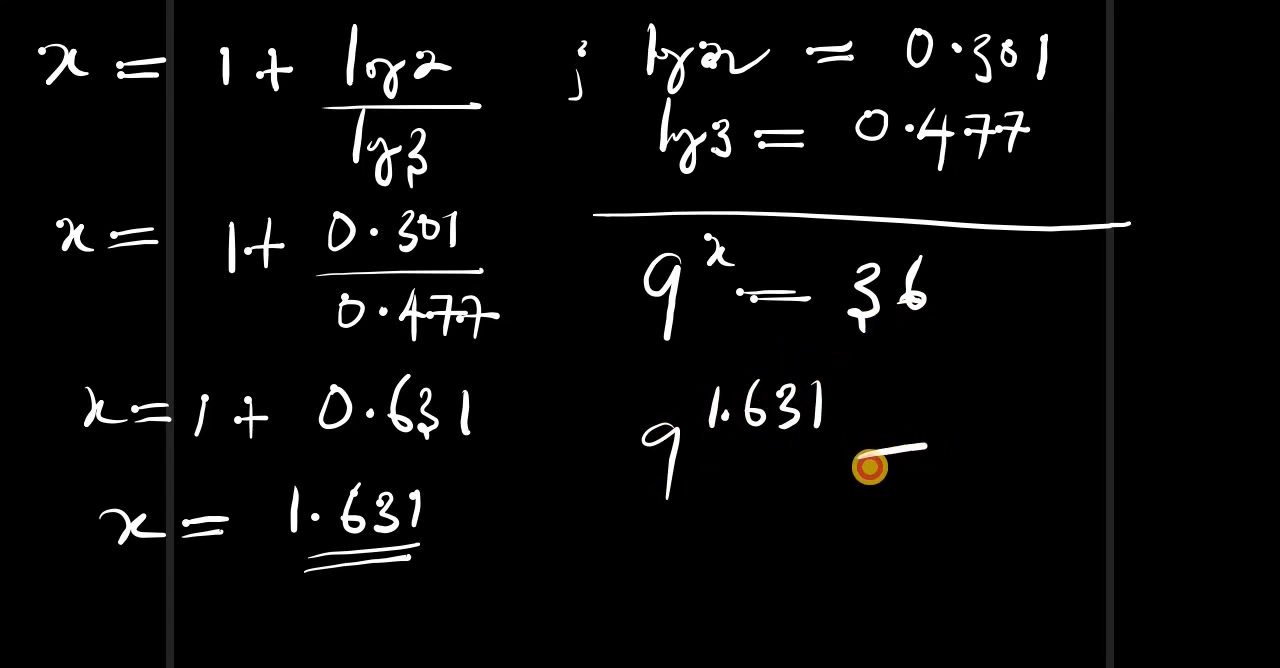 x = 1 + log2/log3 ; log2 = 0.301
log3 = 0.477
x = 1 + 0.301/0.477
9^x = 36
x = 1 + 0.631
9^1.631
x = 1.631